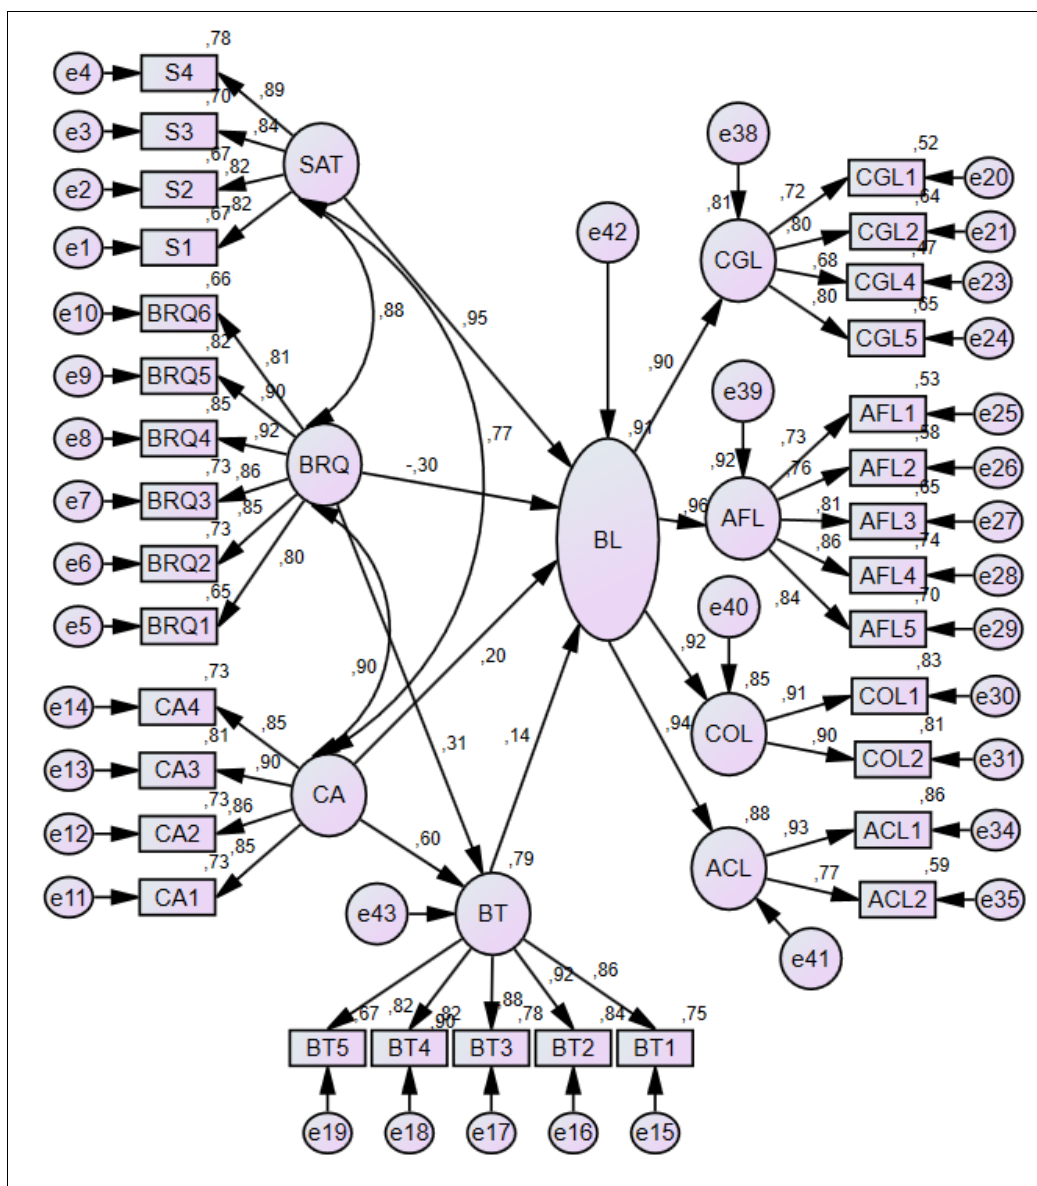 ,78
e4 S4 ,89
,70
e3 S3 ,84
,67
e2 S2 ,82
,67 ,82
e1 S1
SAT
,66
e10 BRQ6 ,81
,82
e9 BRQ5 ,90
,85
e8 BRQ4 ,92
,73
e7 BRQ3 ,86
,73
e6 BRQ2 ,85
,65
e5 BRQ1 ,80
BRQ
,88
,77
,90
,73
e14 CA4 ,85
,81
e13 CA3 ,90
,73
e12 CA2 ,86
,73
e11 CA1 ,85
CA
,95
-,30
,20
,31
,14
,60
e42
,91
BL
,79
e43 BT
,67 ,82 ,82 ,90 ,88 ,78 ,92 ,84 ,86 ,75
BT5 BT4 BT3 BT2 BT1
e19 e18 e17 e16 e15
e38
,81
CGL
,90
,52
,72 CGL1 e20
,64
,80 CGL2 e21
,47
,68 CGL4 e23
,65
,80 CGL5 e24
e39
,92
AFL
,96
,53
,73 AFL1 e25
,58
,76 AFL2 e26
,65
,81 AFL3 e27
,74
,86 AFL4 e28
,70
,84 AFL5 e29
e40
,85
COL
,92
,83
,91 COL1 e30
,81
,90 COL2 e31
,94
,88
ACL
,86
,93 ACL1 e34
,59
,77 ACL2 e35
e41